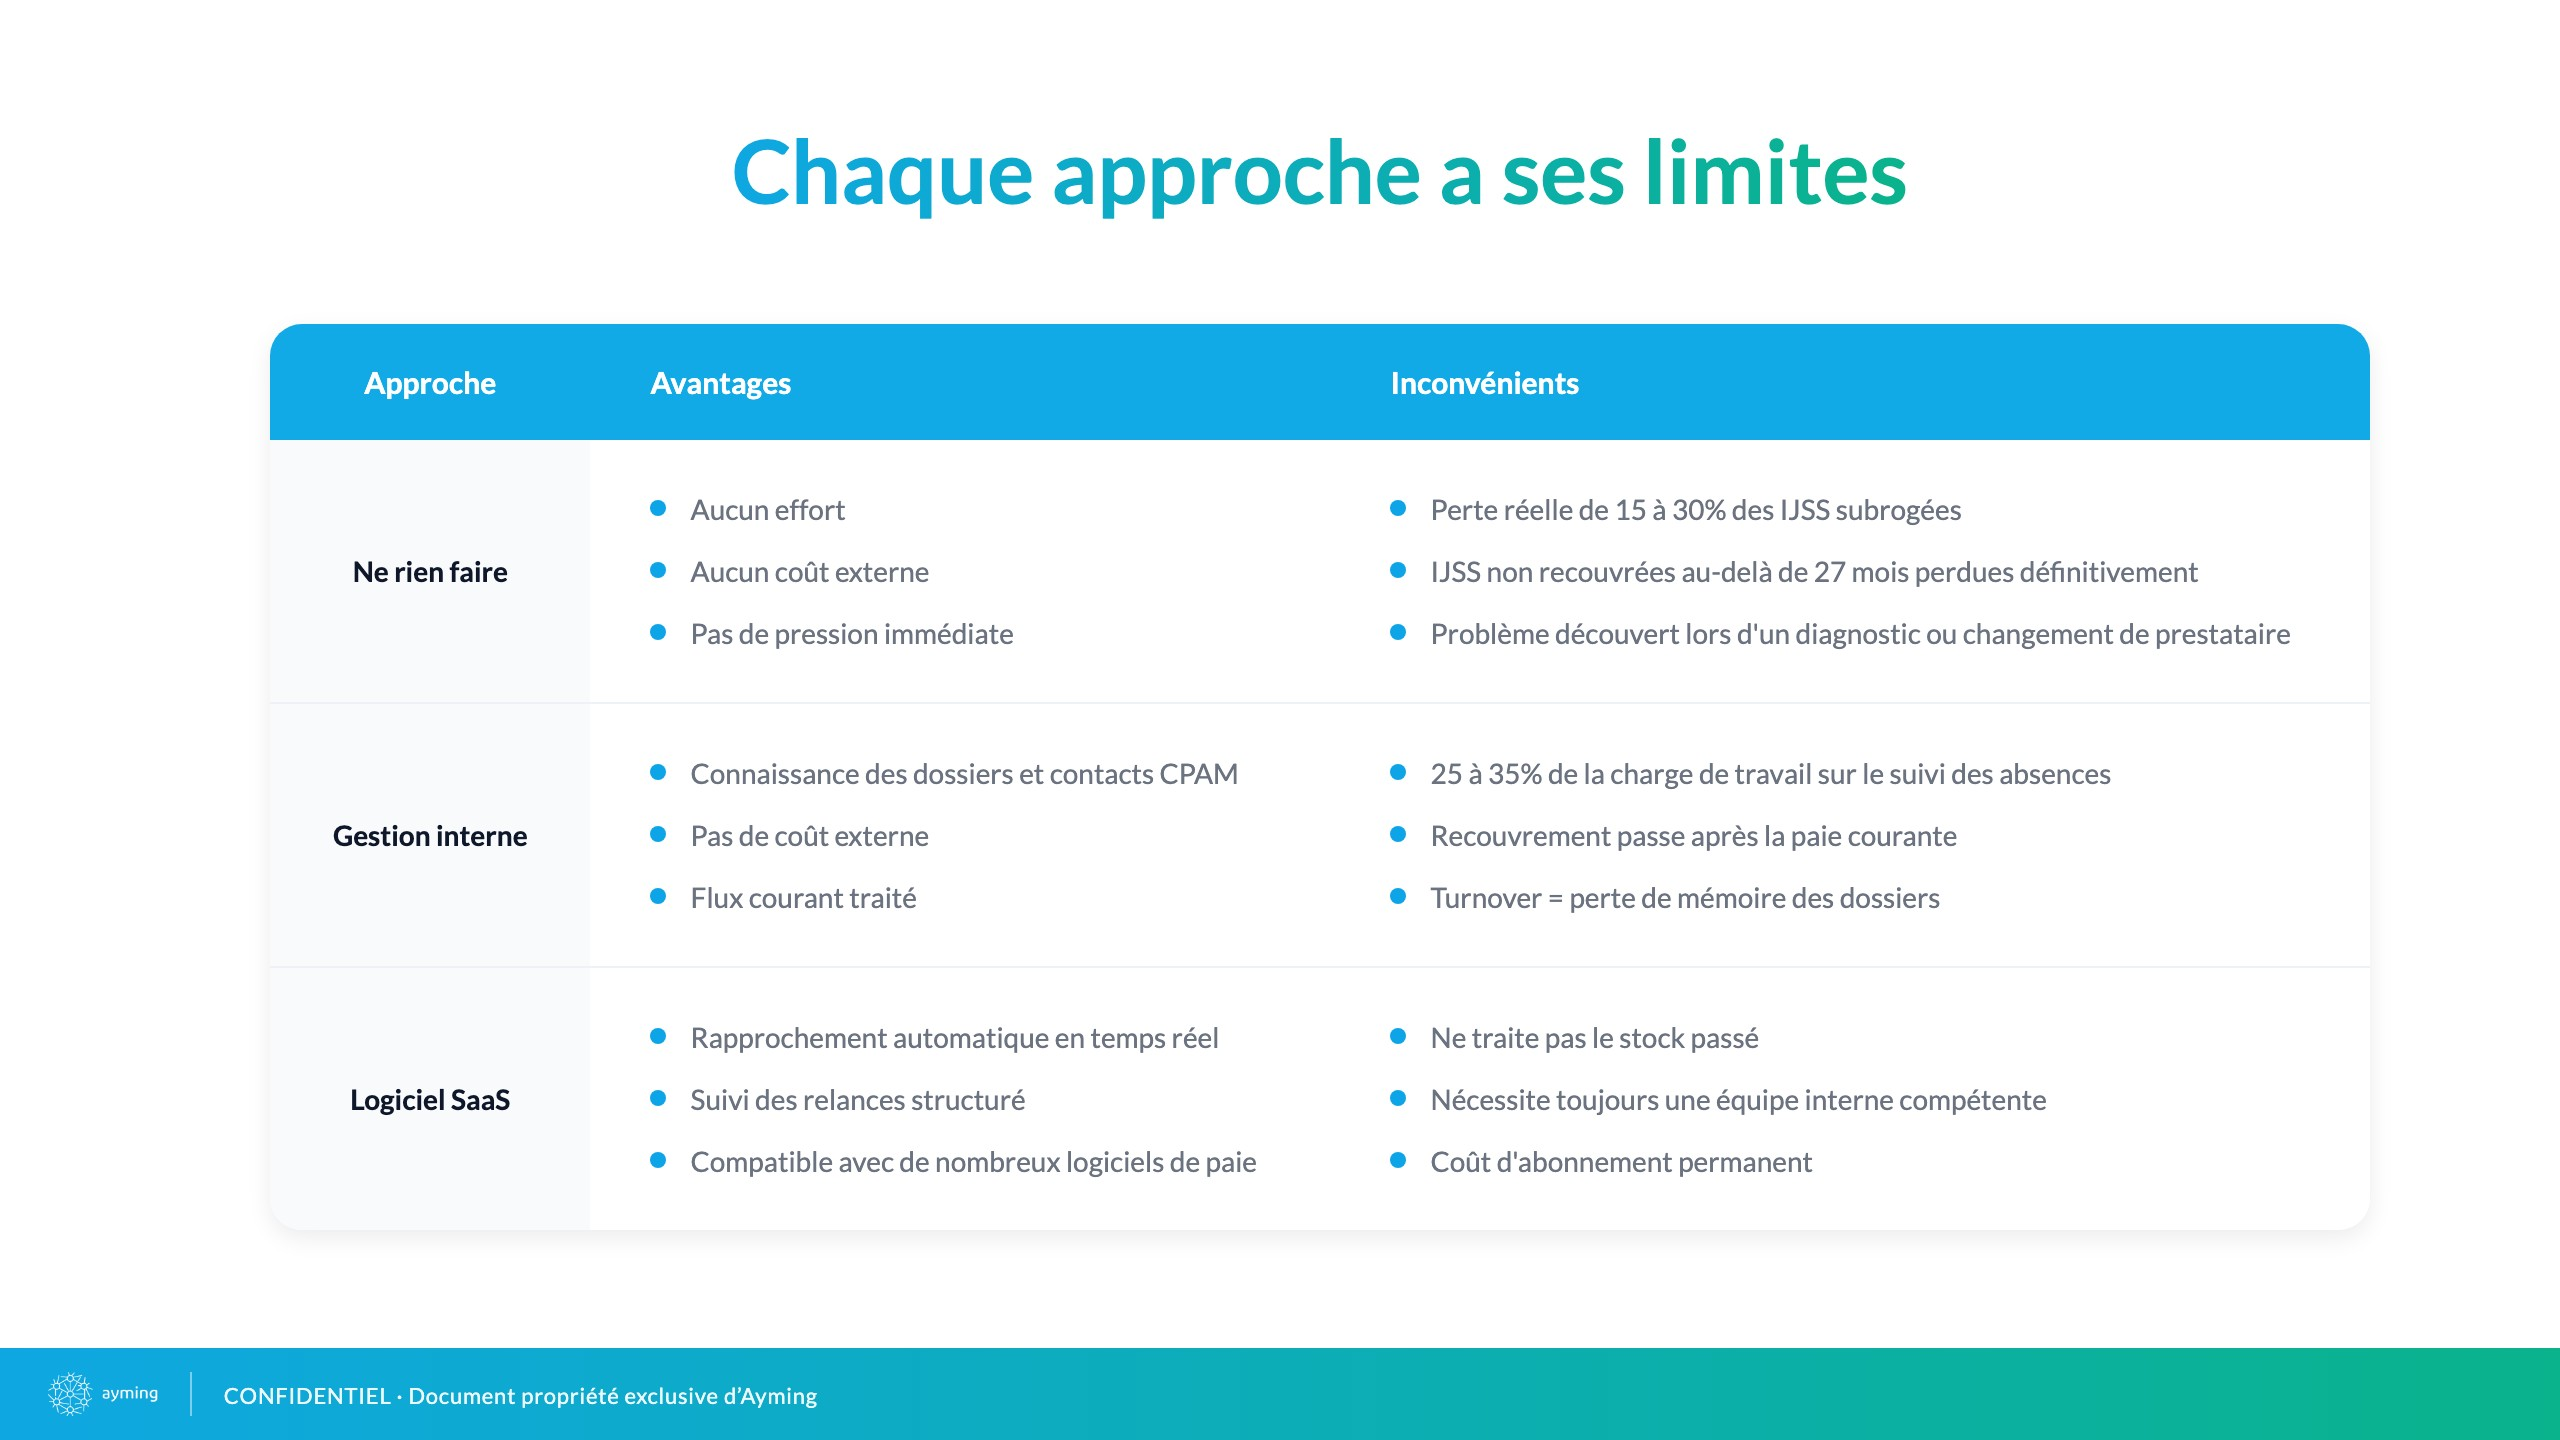 Chaque approche a ses limites
Approche
Avantages
Inconvénients
Ne rien faire
Aucun effort
Aucun coût externe
Pas de pression immédiate
Perte réelle de 15 à 30% des IJSS subrogées
IJSS non recouvrées au-delà de 27 mois perdues définitivement
Problème découvert lors d'un diagnostic ou changement de prestataire
Gestion interne
Connaissance des dossiers et contacts CPAM
Pas de coût externe
Flux courant traité
25 à 35% de la charge de travail sur le suivi des absences
Recouvrement passe après la paie courante
Turnover = perte de mémoire des dossiers
Logiciel SaaS
Rapprochement automatique en temps réel
Suivi des relances structuré
Compatible avec de nombreux logiciels de paie
Ne traite pas le stock passé
Nécessite toujours une équipe interne compétente
Coût d'abonnement permanent
ayming
CONFIDENTIEL · Document propriété exclusive d’Ayming